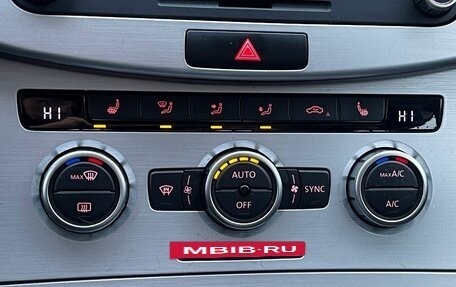 HI
A
HI
MAX
AUTO
OFF
SYNC
MAX A/C
A/C
MBIB-RU